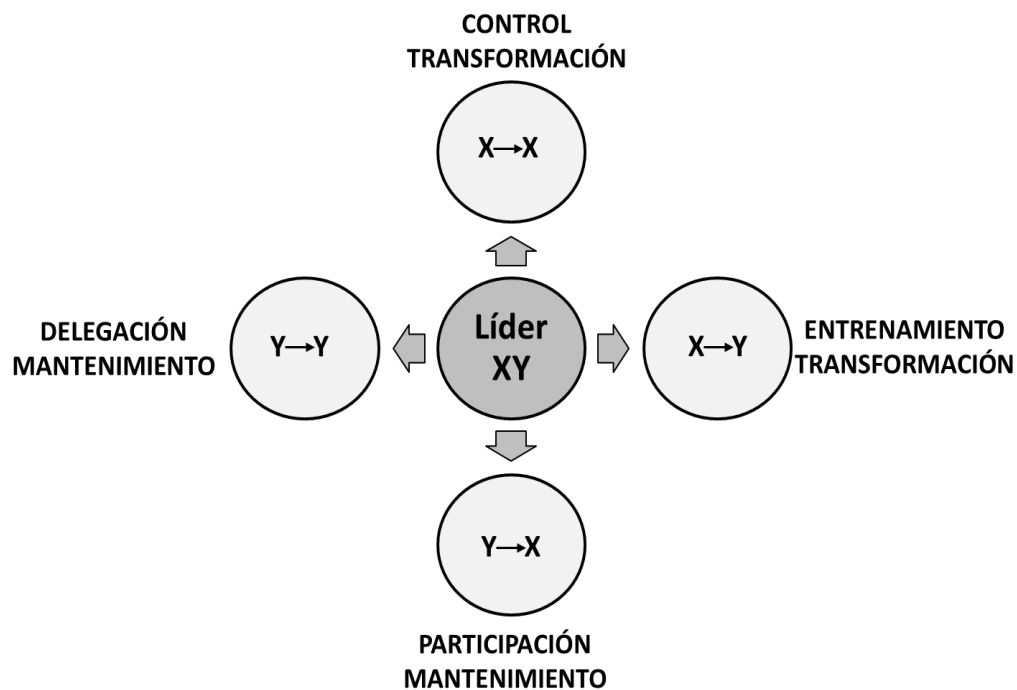 CONTROL
TRANSFORMACIÓN
X→X
DELEGACIÓN
MANTENIMIENTO
Y→Y
Líder
XY
X→Y
ENTRENAMIENTO
TRANSFORMACIÓN
Y→X
PARTICIPACIÓN
MANTENIMIENTO